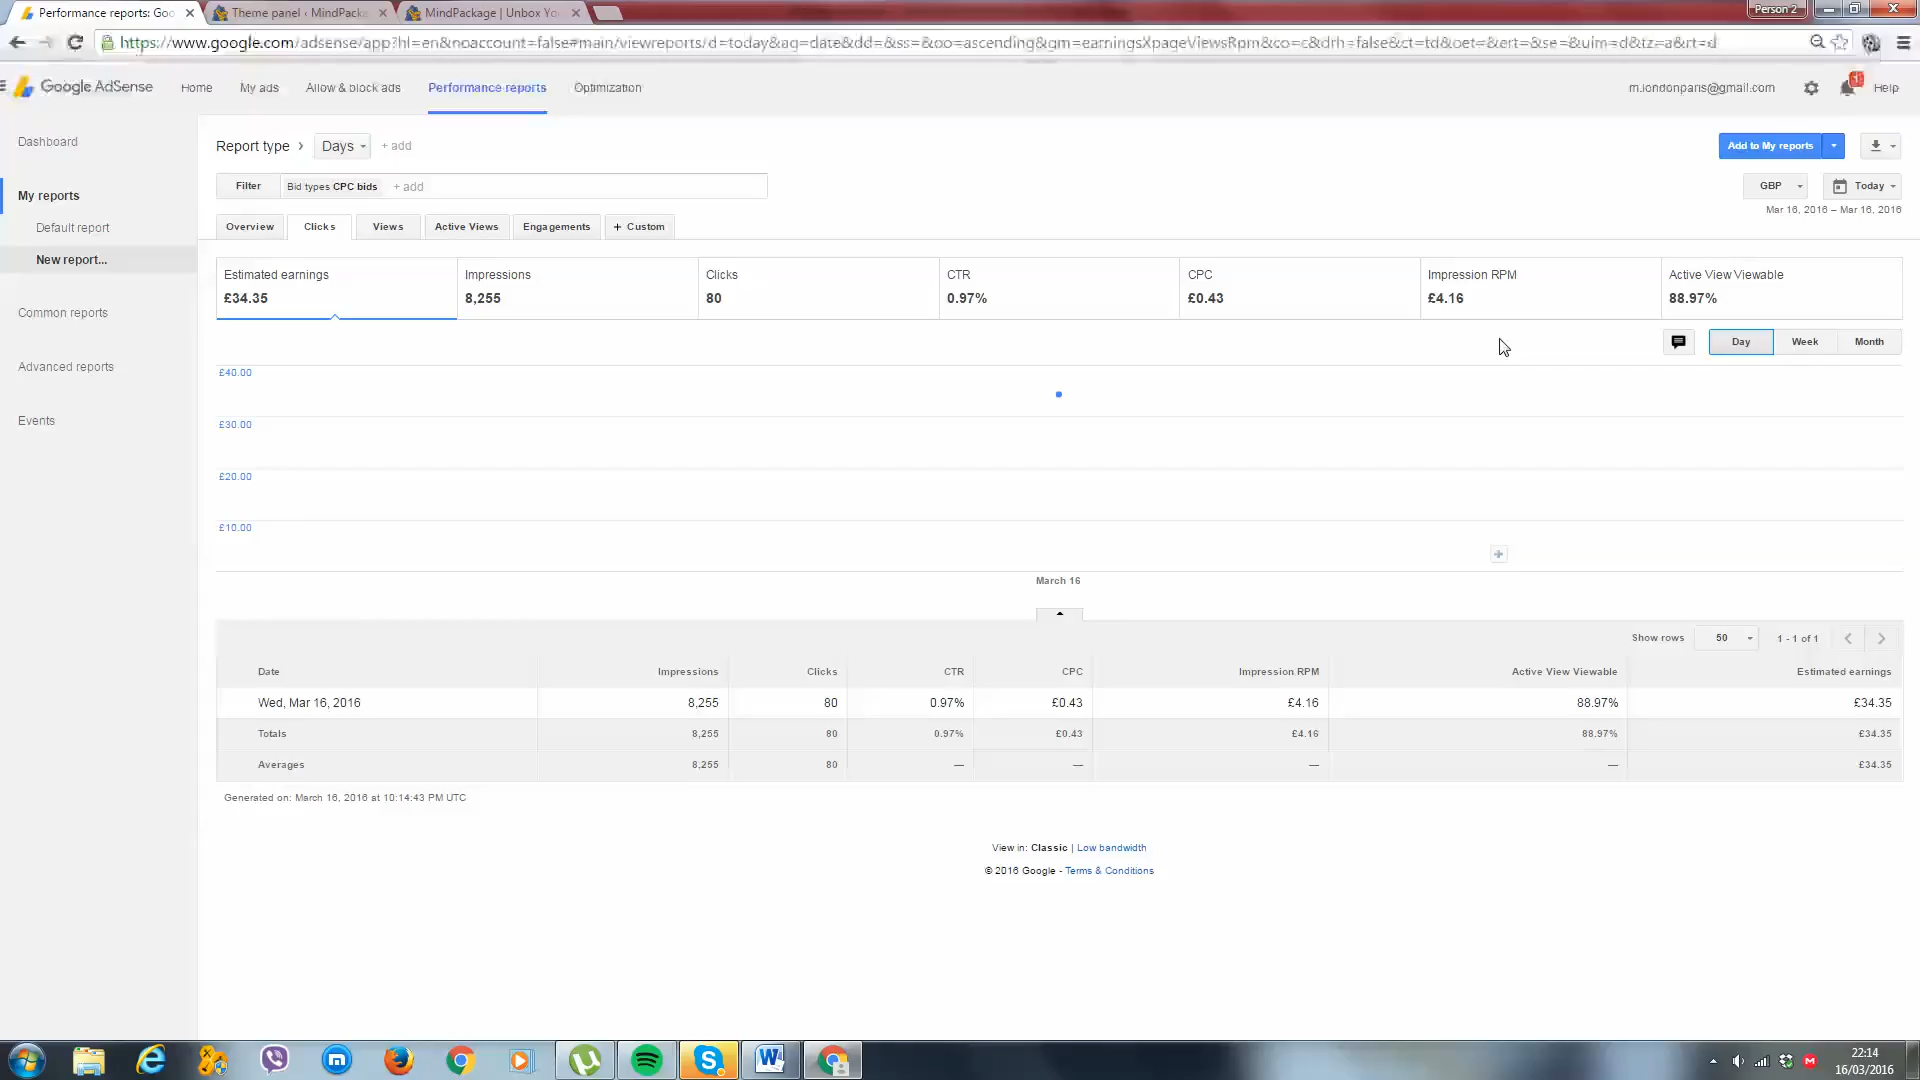 Performance reports: Goo
Theme panel ‹ MindPacka
MindPackage | Unbox Yo
Person 2
https://www.google.com/adsense/app?hl=en&noaccount=false#main/viewreports/d=today&ag=date&dd=&ss=&oo=ascending&gm=earningsXpageViewsRpm&co=c&drh=false&ct=td&oet=&ert=&se=&uim=d&tz=a&rt=d
Google AdSense
Home
My ads
Allow & block ads
Performance reports
Optimization
m.londonparis@gmail.com
Help
Dashboard
My reports
Default report
New report...
Common reports
Advanced reports
Events
Report type
Days
+ add
Add to My reports
Filter
Bid types CPC bids
+ add
GBP
Today
Mar 16, 2016 – Mar 16, 2016
Overview
Clicks
Views
Active Views
Engagements
+ Custom
Estimated earnings
£34.35
Impressions
8,255
Clicks
80
CTR
0.97%
CPC
£0.43
Impression RPM
£4.16
Active View Viewable
88.97%
Day
Week
Month
£40.00
£30.00
£20.00
£10.00
March 16
Show rows
50
1 - 1 of 1
Date Impressions Clicks CTR CPC Impression RPM Active View Viewable Estimated earnings
Wed, Mar 16, 2016 8,255 80 0.97% £0.43 £4.16 88.97% £34.35
Totals 8,255 80 0.97% £0.43 £4.16 88.97% £34.35
Averages 8,255 80 — — — — £34.35
Generated on: March 16, 2016 at 10:14:43 PM UTC
View in: Classic | Low bandwidth
© 2016 Google - Terms & Conditions
22:14
16/03/2016